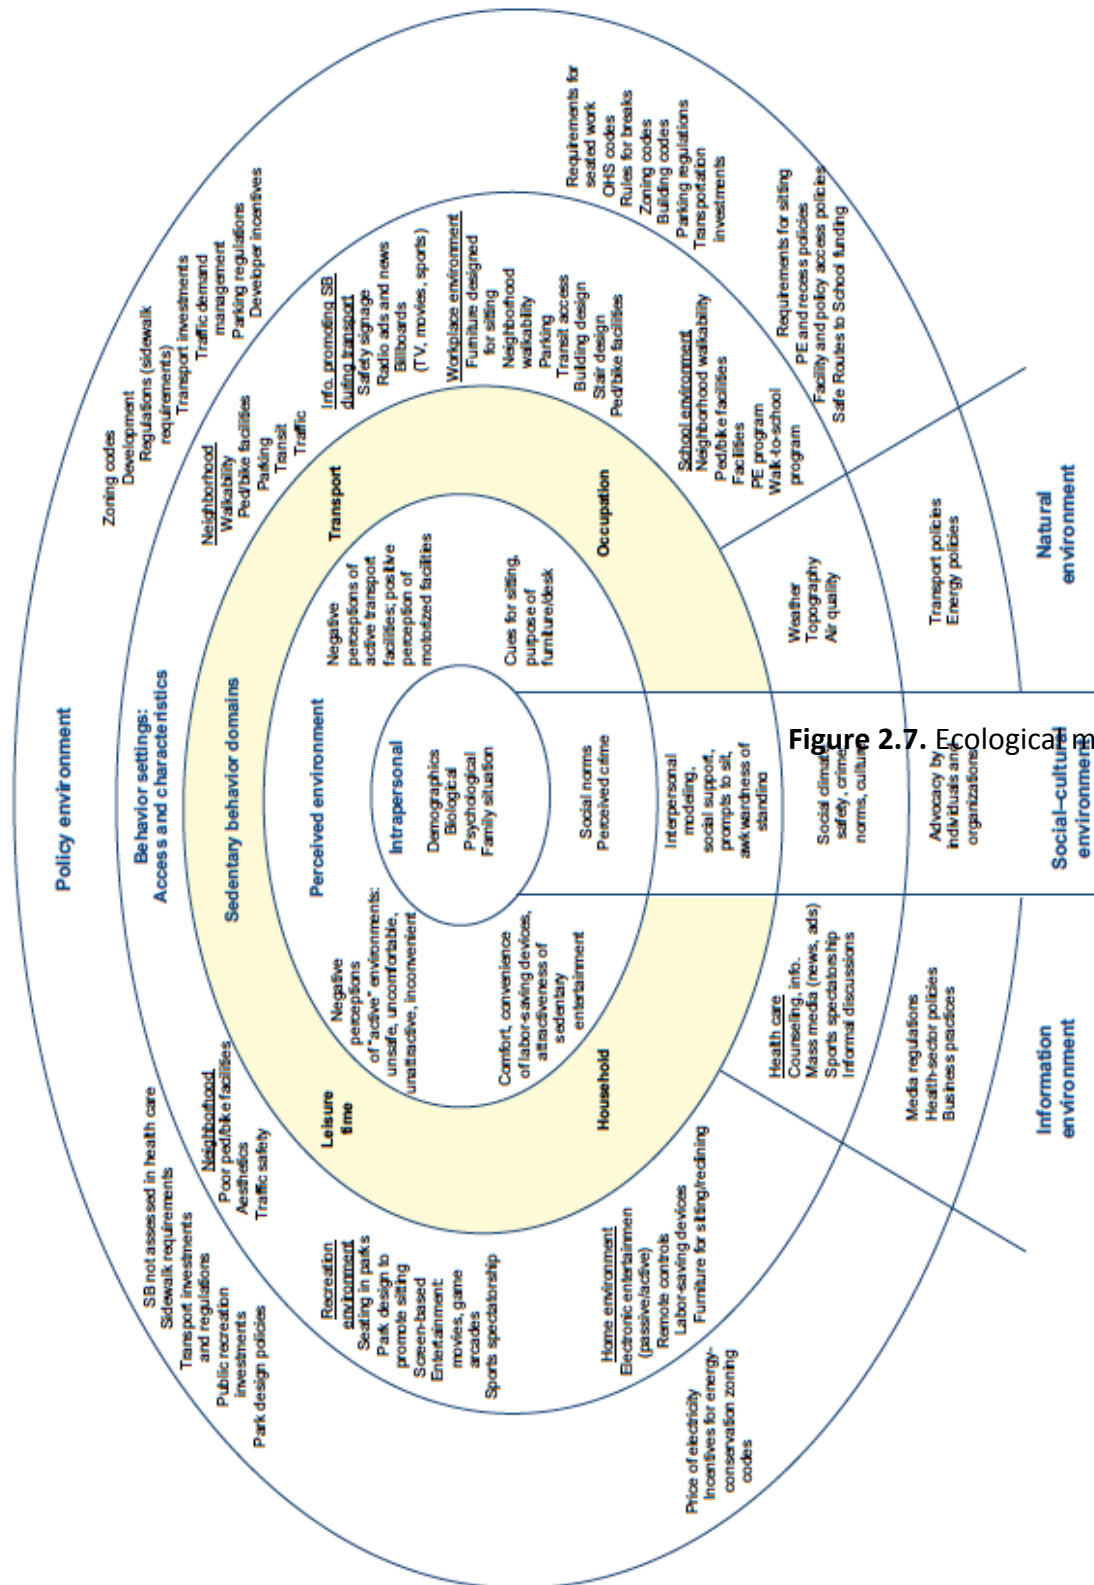 Policy environment
Behavior settings:
Access and characteristics
Sedentary behavior domains
Perceived environment
Intrapersonal
Demographics
Biological
Psychological
Family situation
SB not assessed in health care
Sidewalk requirements
Transport investments
and regulations
Public recreation
investments
Park design policies
Neighborhood
Poor ped/bike facilities
Aesthetics
Traffic safety
Recreation
environment
Seating in parks
Park design to
promote sitting
Screen-based
Entertainment:
movies, game
arcades
Sports spectatorship
Leisure
time
Negative
perceptions
of "active" environments:
unsafe, uncomfortable,
unattractive, inconvenient
Zoning codes
Development
Regulations (sidewalk
requirements)
Transport investments
Traffic demand
management
Parking regulations
Developer incentives
Neighborhood
Walkability
Ped/bike facilities
Parking
Transit
Traffic
Info. promoting SB
during transport
Safety signage
Radio ads and news
Billboards
(TV, movies, sports)
Transport
Negative
perceptions of
active transport
facilities; positive
perception of
motorized facilities
Cues for sitting,
purpose of
furniture/desk
Occupation
Workplace environment
Furniture designed
for sitting
Neighborhood
walkability
Parking
Transit access
Building design
Stair design
Ped/bike facilities
Requirements for
seated work
OHS codes
Rules for breaks
Zoning codes
Building codes
Parking regulations
Transportation
investments
School environment
Neighborhood walkability
Ped/bike facilities
Facilities
PE program
Walk-to-school
program
Requirements for sitting
PE and recess policies
Facility and policy access policies
Safe Routes to School funding
Comfort, convenience
of labor-saving devices,
attractiveness of
sedentary
entertainment
Household
Home environment
Electronic entertainmen
(passive/active)
Remote controls
Labor-saving devices
Furniture for sitting/reclining
Price of electricity
Incentives for energy-
conservation zoning
codes
Health care
Counseling, info.
Mass media (news, ads)
Sports spectatorship
Informal discussions
Media regulations
Health-sector policies
Business practices
Information
environment
Social norms
Perceived crime
Interpersonal
modeling,
social support,
prompts to sit,
awkwardness of
standing
Social climate,
safety, crime,
norms, culture
Advocacy by
individuals and
organizations
Social–cultural
environment
Weather
Topography
Air quality
Transport policies
Energy policies
Natural
environment
Figure 2.7. Ecological m